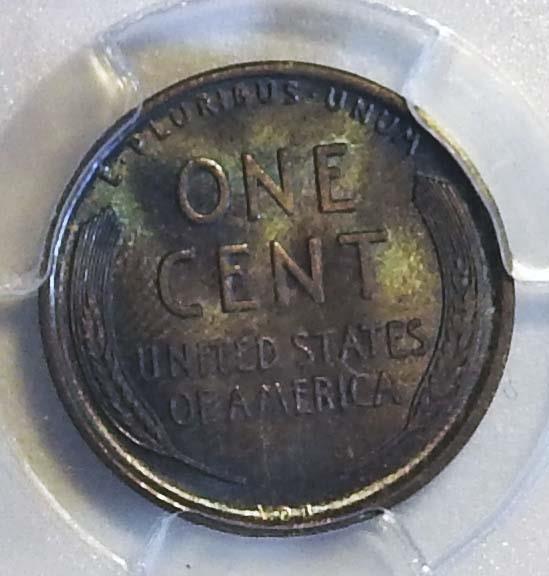 E·PLURIBUS·UNUM
ONE
CENT
UNITED STATES
OF AMERICA
V.D.B.